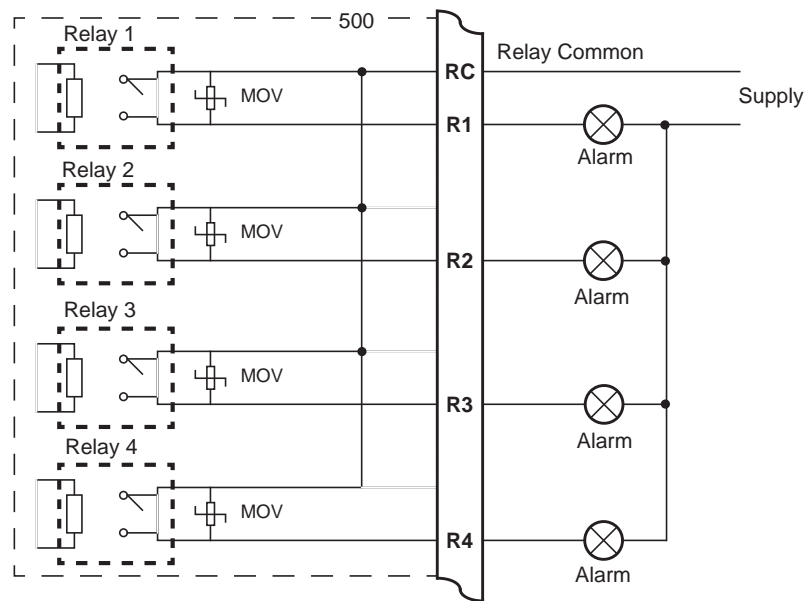 500
Relay 1
Relay Common
RC
MOV
Supply
R1
Alarm
Relay 2
MOV
R2
Alarm
Relay 3
MOV
R3
Alarm
Relay 4
MOV
R4
Alarm